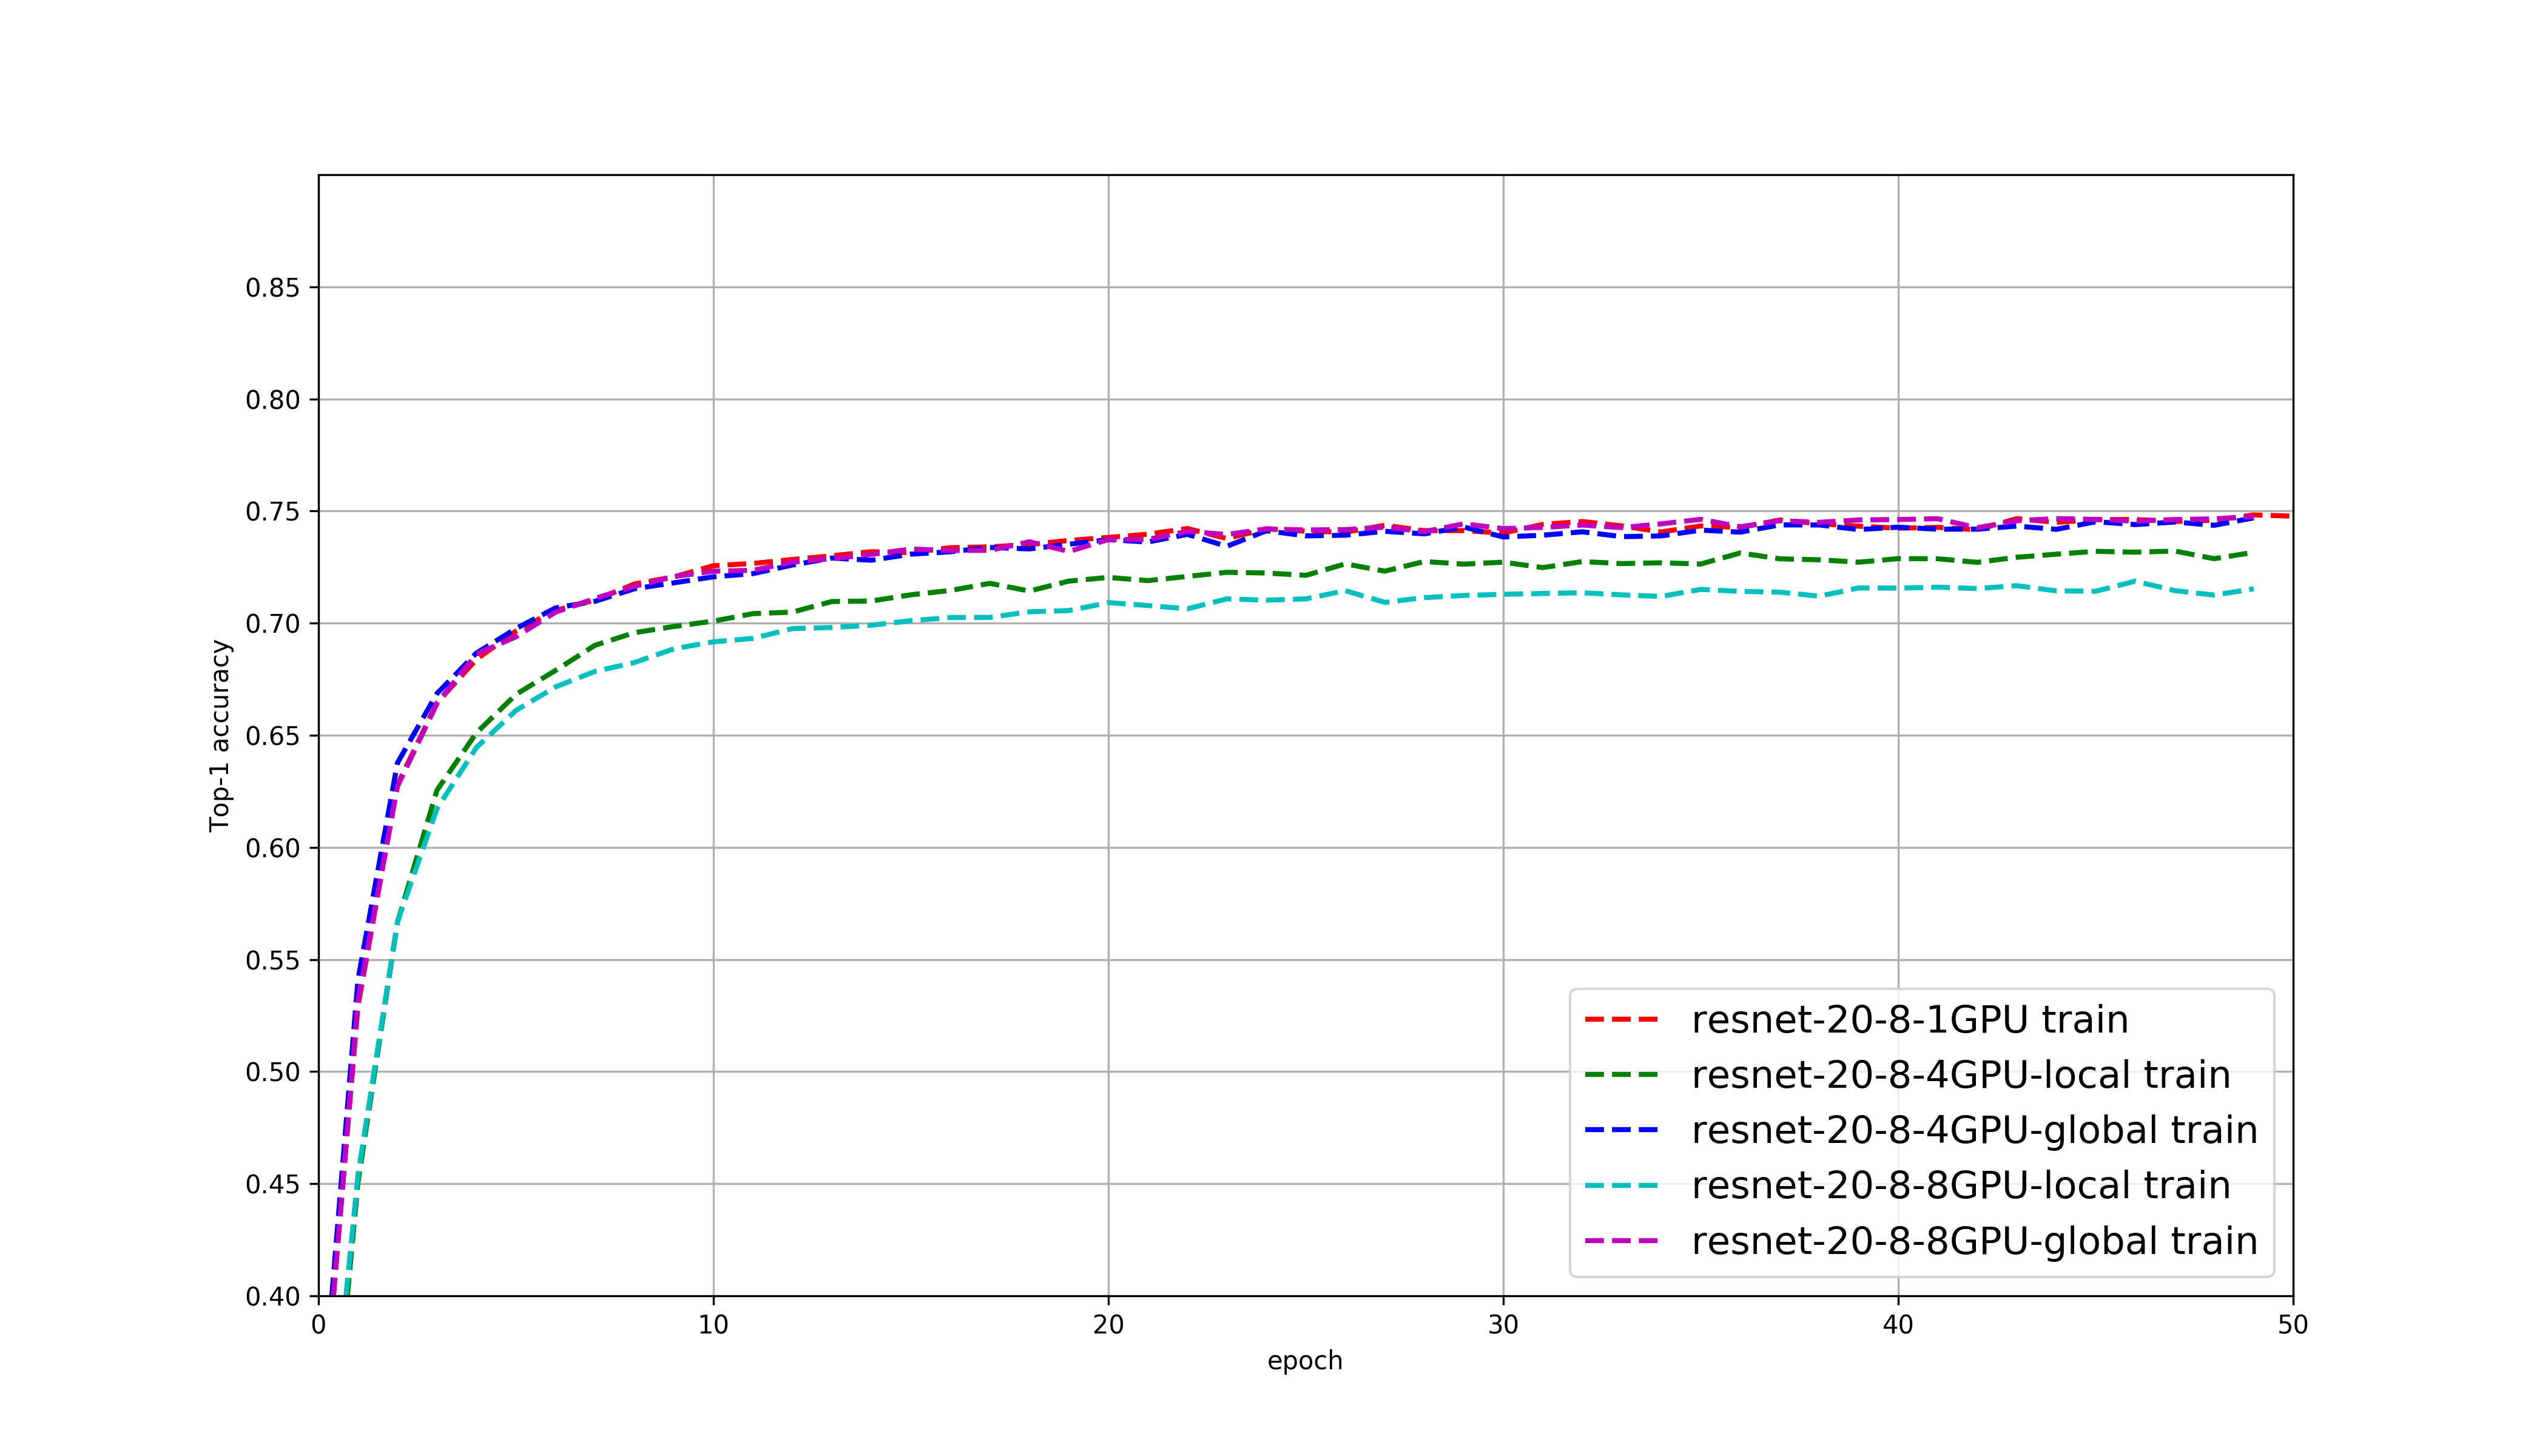 0.85
0.80
0.75
0.70
0.65
0.60
0.55
0.50
0.45
0.40
Top-1 accuracy
0 10 20 30 40 50
epoch
resnet-20-8-1GPU train
resnet-20-8-4GPU-local train
resnet-20-8-4GPU-global train
resnet-20-8-8GPU-local train
resnet-20-8-8GPU-global train